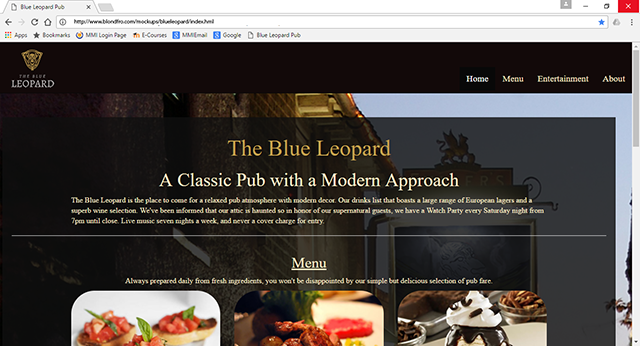 Blue Leopard Pub
http://www.blondfro.com/mockups/blueleopard/index.html
Apps Bookmarks MMI Login Page E-Courses MMIEmail Google Blue Leopard Pub
THE BLUE
LEOPARD
Home Menu Entertainment About
The Blue Leopard
A Classic Pub with a Modern Approach
The Blue Leopard is the place to come for a relaxed pub atmosphere with modern decor. Our drinks list that boasts a large range of European lagers and a
superb wine selection. We've been informed that our attic is haunted so in honor of our supernatural guests, we have a Watch Party every Saturday night from
7pm until close. Live music seven nights a week, and never a cover charge for entry.
Menu
Always prepared daily from fresh ingredients, you won't be disappointed by our simple but delicious selection of pub fare.